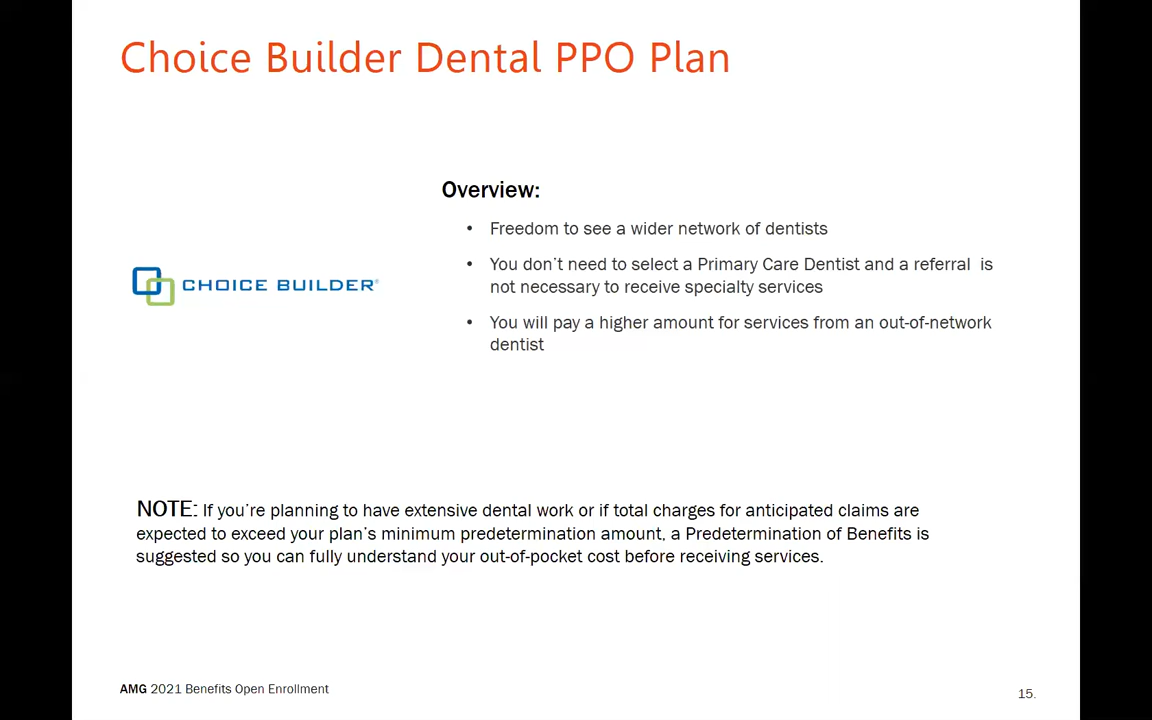 Choice Builder Dental PPO Plan
Overview:
• Freedom to see a wider network of dentists
• You don’t need to select a Primary Care Dentist and a referral  is
not necessary to receive specialty services
• You will pay a higher amount for services from an out-of-network
dentist
CHOICE BUILDER®
NOTE: If you’re planning to have extensive dental work or if total charges for anticipated claims are
expected to exceed your plan’s minimum predetermination amount, a Predetermination of Benefits is
suggested so you can fully understand your out-of-pocket cost before receiving services.
AMG 2021 Benefits Open Enrollment
15.